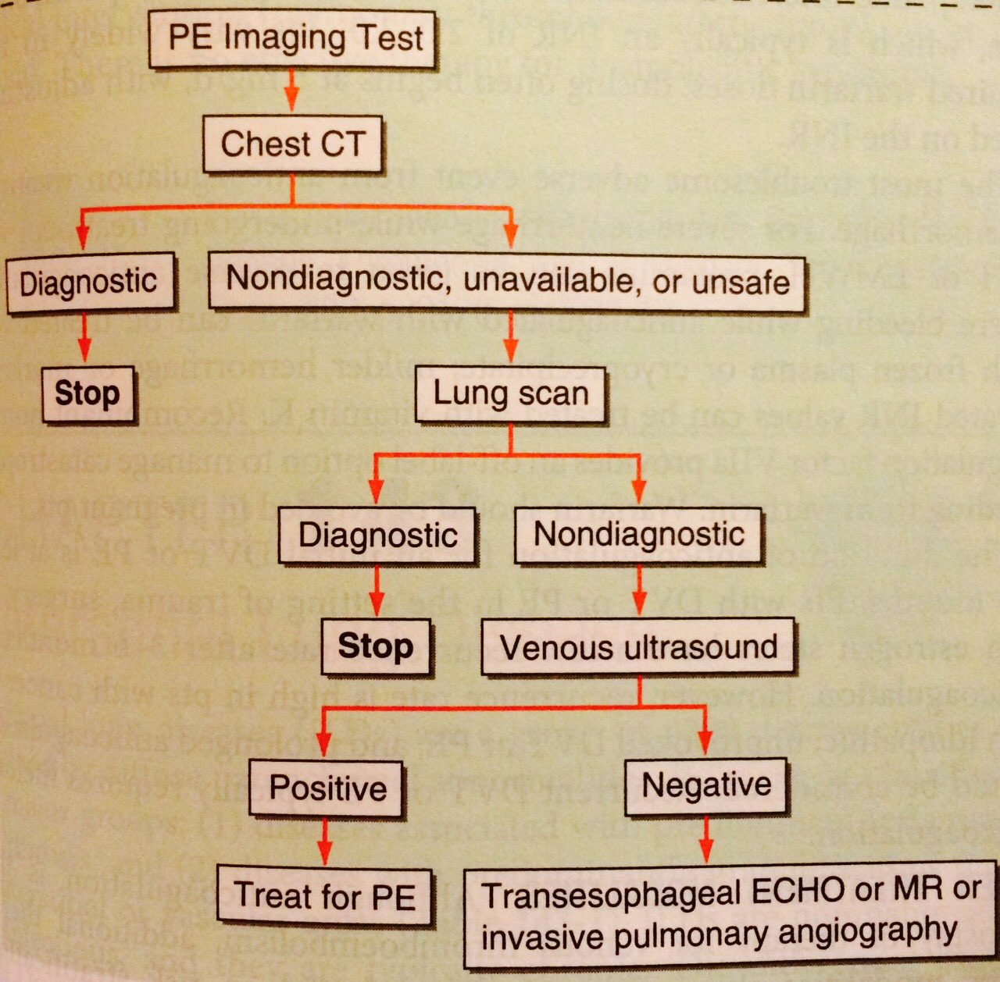 PE Imaging Test
Chest CT
Diagnostic
Nondiagnostic, unavailable, or unsafe
Stop
Lung scan
Diagnostic
Nondiagnostic
Stop
Venous ultrasound
Positive
Negative
Treat for PE
Transesophageal ECHO or MR or
invasive pulmonary angiography